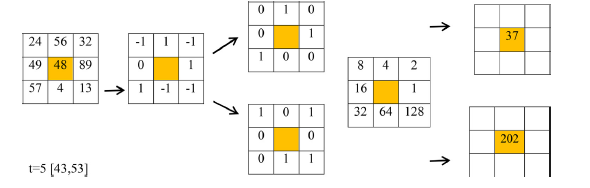 24 56 32
49 48 89
57 4 13
-1 1 -1
0 1
1 -1 -1
0 1 0
0 1
1 0 0
1 0 1
0 0
0 1 1
8 4 2
16 1
32 64 128
37
202
t=5 [43,53]